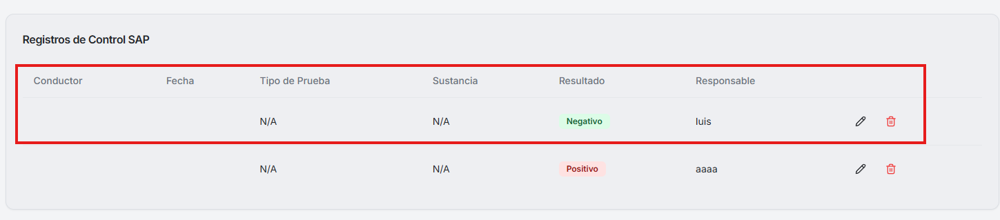 Registros de Control SAP
Conductor Fecha Tipo de Prueba Sustancia Resultado Responsable
N/A N/A Negativo luis
N/A N/A Positivo aaaa